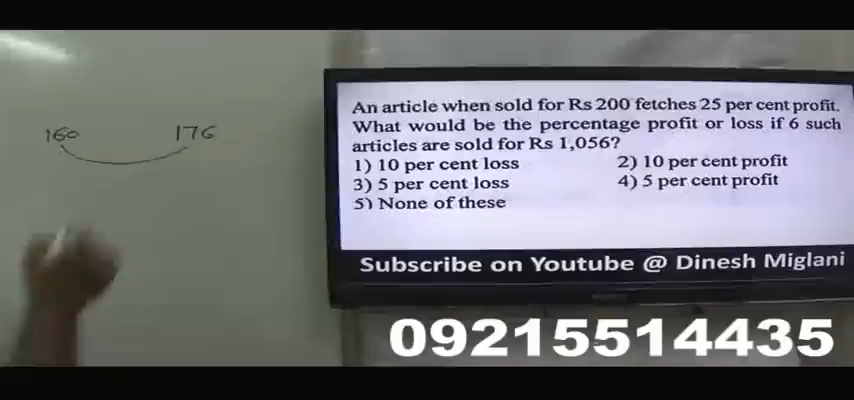 160 176
An article when sold for Rs 200 fetches 25 per cent profit.
What would be the percentage profit or loss if 6 such
articles are sold for Rs 1,056?
1) 10 per cent loss 2) 10 per cent profit
3) 5 per cent loss 4) 5 per cent profit
5) None of these
Subscribe on Youtube @ Dinesh Miglani
09215514435